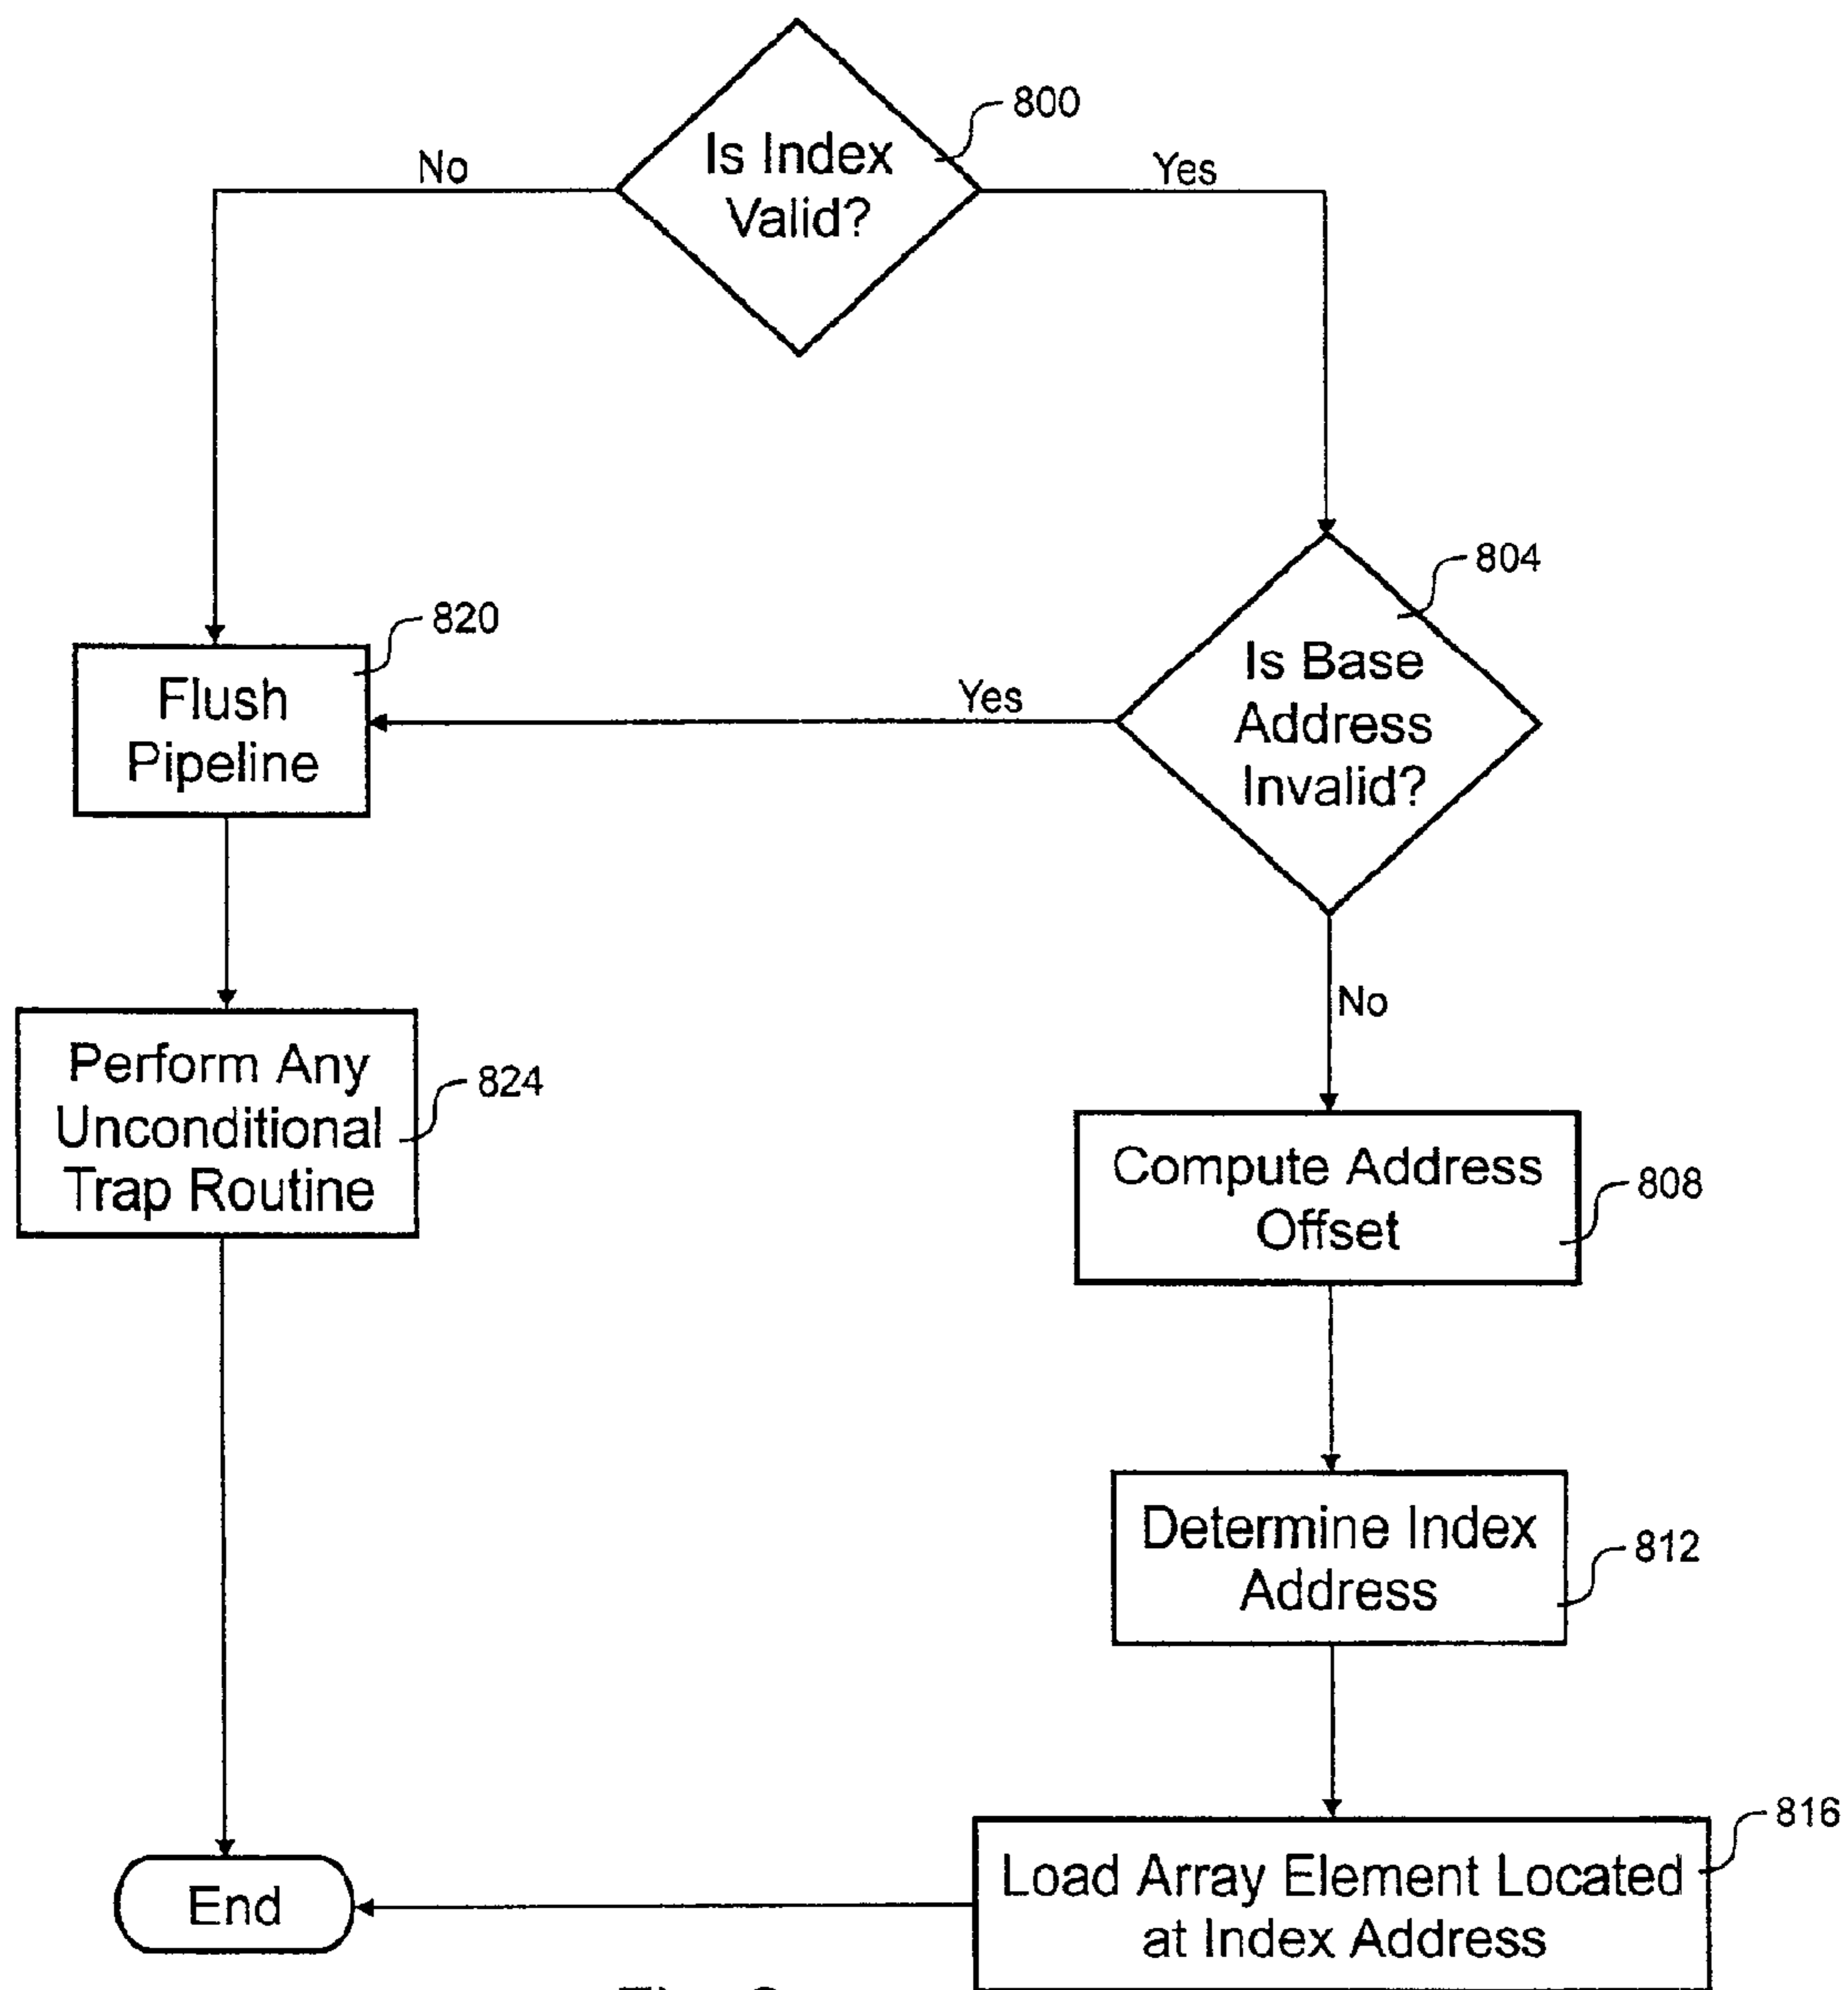 800
Is Index
Valid?
No
Yes
804
Is Base
Address
Invalid?
Yes
820
Flush
Pipeline
No
824
Perform Any
Unconditional
Trap Routine
808
Compute Address
Offset
812
Determine Index
Address
816
Load Array Element Located
at Index Address
End